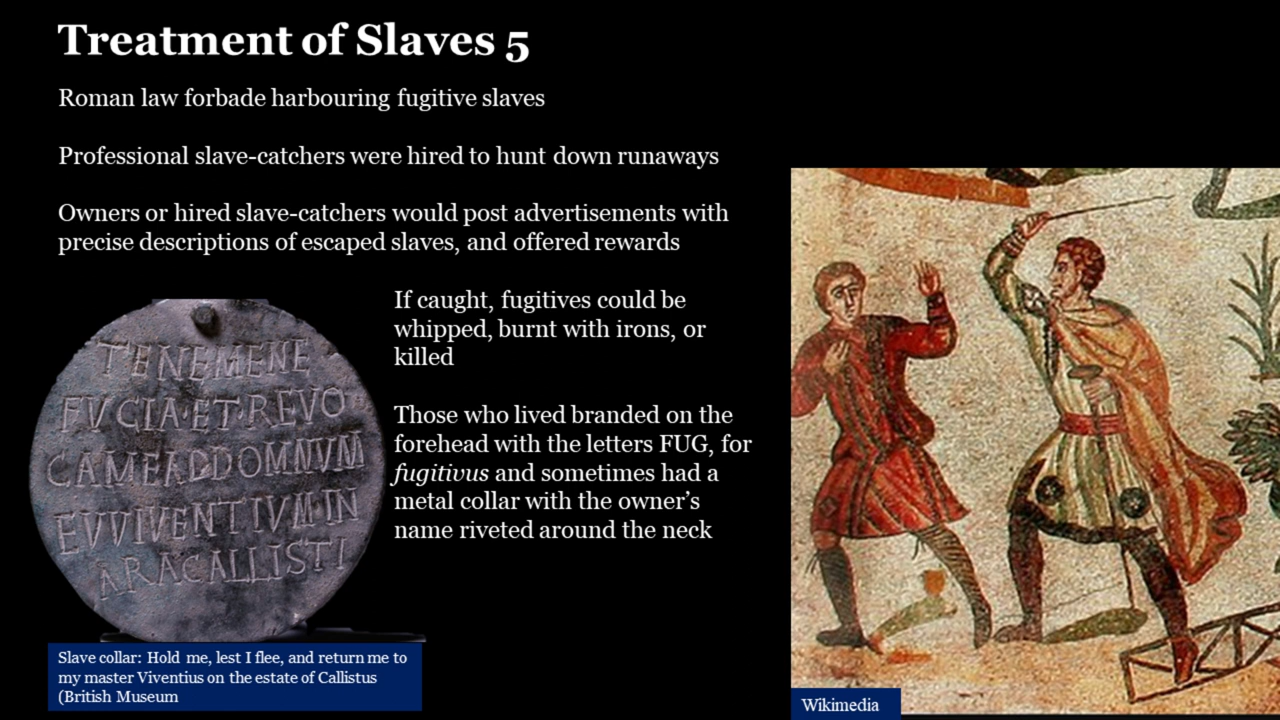 Treatment of Slaves 5
Roman law forbade harbouring fugitive slaves
Professional slave-catchers were hired to hunt down runaways
Owners or hired slave-catchers would post advertisements with
precise descriptions of escaped slaves, and offered rewards
If caught, fugitives could be
whipped, burnt with irons, or
killed
Those who lived branded on the
forehead with the letters FUG, for
fugitivus and sometimes had a
metal collar with the owner's
name riveted around the neck
TENEMENE
FVGIA·ET·REVO
CAMEADDOMNVM
EVVIVENTIVM·IN
ARACALLISTI
Slave collar: Hold me, lest I flee, and return me to
my master Viventius on the estate of Callistus
(British Museum
Wikimedia